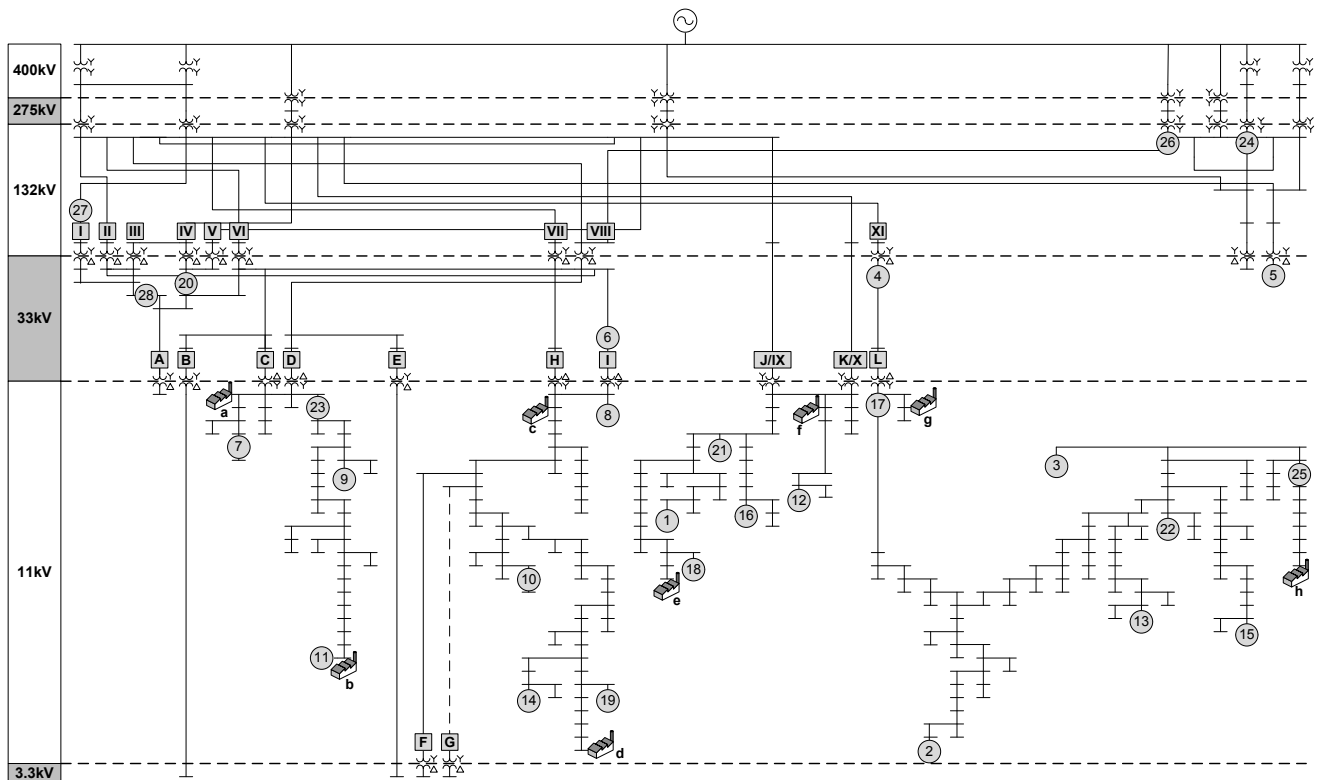 400kV
275kV
26
24
132kV
27
I
II
III
IV
V
VI
VII
VIII
XI
20
4
5
28
33kV
6
A
B
C
D
E
H
I
J/IX
K/X
L
a
23
c
8
f
17
g
7
21
3
9
12
25
1
16
22
10
18
e
h
11kV
13
15
11
b
14
19
2
F
G
d
3.3kV